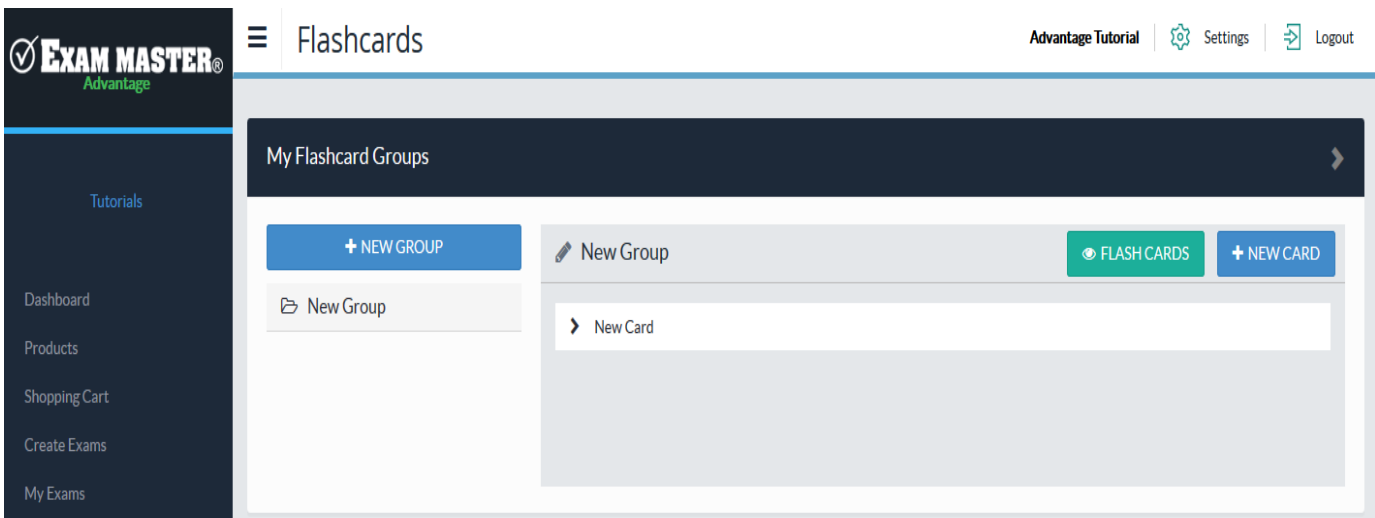 EXAM MASTER®
Advantage
Flashcards
Advantage Tutorial
Settings
Logout
Tutorials
Dashboard
Products
Shopping Cart
Create Exams
My Exams
My Flashcard Groups
+ NEW GROUP
New Group
New Group
FLASH CARDS
+ NEW CARD
New Card